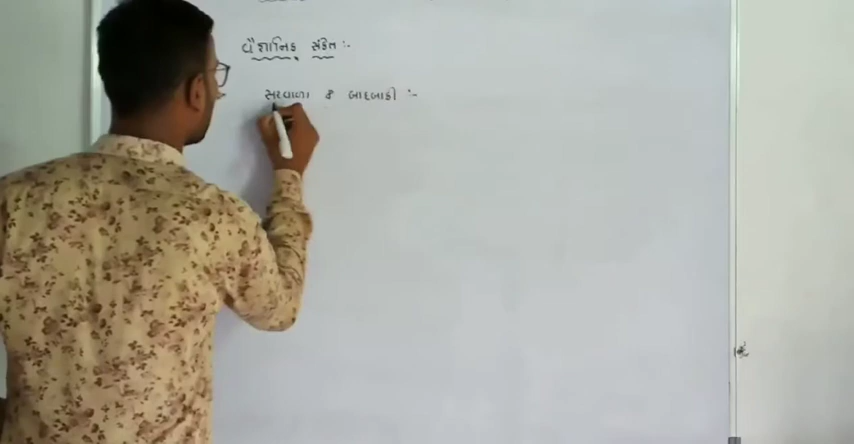 વૈજ્ઞાનિક સંકેત :-
સરવાળા & બાદબાકી :-